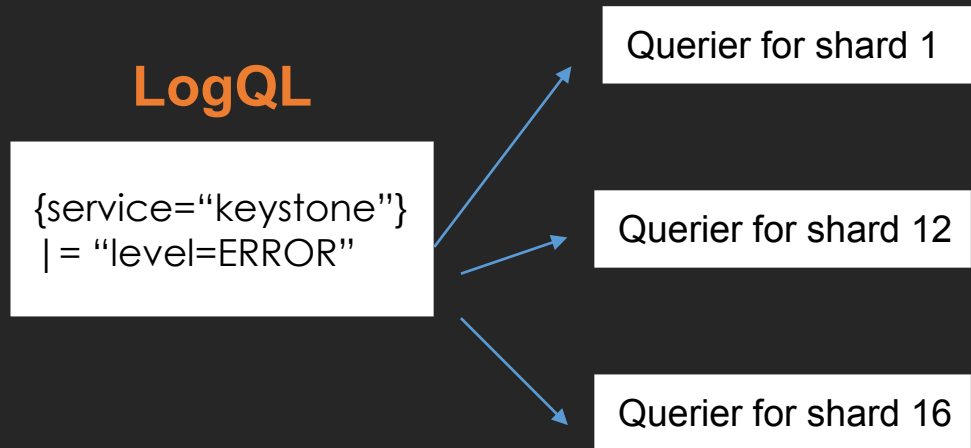 LogQL
{service=“keystone”}
|= “level=ERROR”
Querier for shard 1
Querier for shard 12
Querier for shard 16